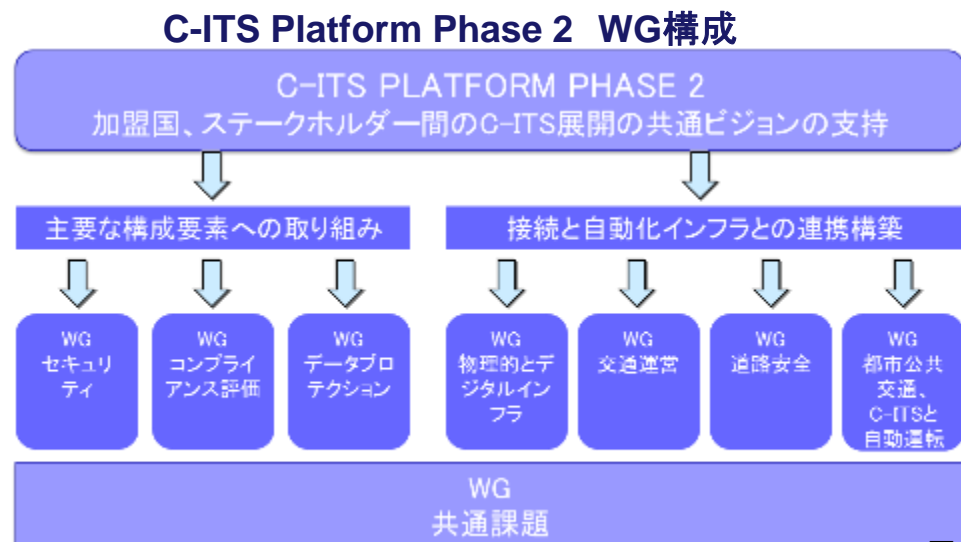 C-ITS Platform Phase 2 WG構成
C-ITS PLATFORM PHASE 2
加盟国、ステークホルダー間のC-ITS展開の共通ビジョンの支持
主要な構成要素への取り組み
接続と自動化インフラとの連携構築
WG
セキュリ
ティ
WG
コンプライ
アンス評価
WG
データプロ
テクション
WG
物理的とデ
ジタルイン
フラ
WG
交通運営
WG
道路安全
WG
都市公共
交通、
C-ITSと
自動運転
WG
共通課題